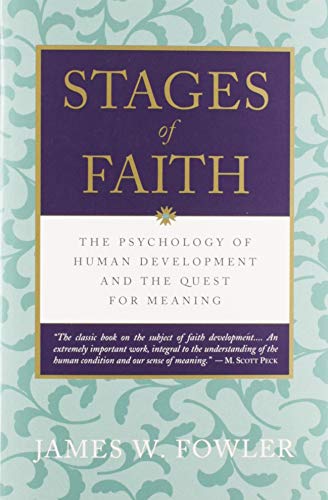 STAGES
of
FAITH
THE PSYCHOLOGY OF
HUMAN DEVELOPMENT
AND THE QUEST
FOR MEANING
"The classic book on the subject of faith development.... An
extremely important work, integral to the understanding of the
human condition and our sense of meaning." — M. SCOTT PECK
JAMES W. FOWLER